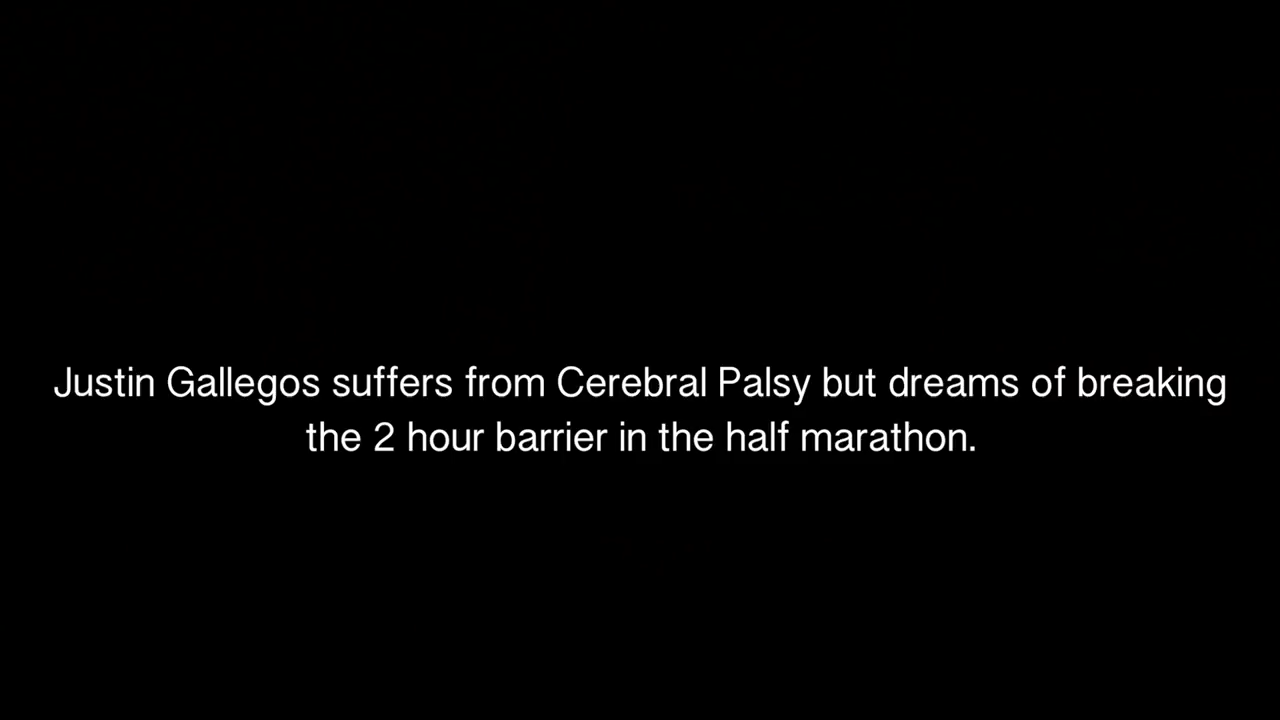 Justin Gallegos suffers from Cerebral Palsy but dreams of breaking
the 2 hour barrier in the half marathon.